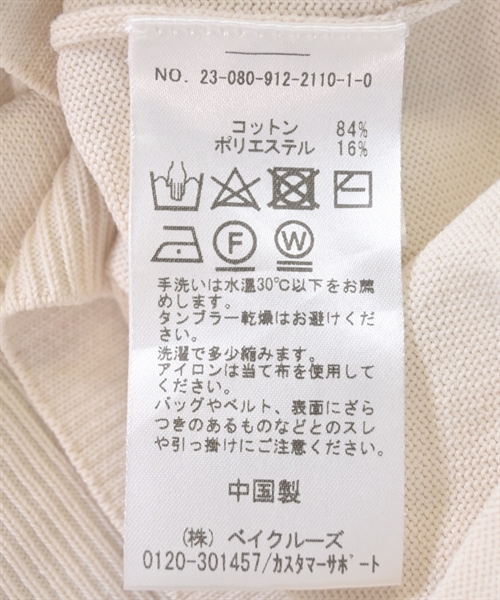 NO. 23-080-912-2110-1-0
コットン 84%
ポリエステル 16%
F W
手洗いは水温30℃以下をお薦
めします。
タンブラー乾燥はお避けくだ
さい。
洗濯で多少縮みます。
アイロンは当て布を使用して
ください。
バッグやベルト、表面にざら
つきのあるものなどとのスレ
や引っ掛けにご注意ください。
中国製
(株) ベイクルーズ
0120-301457/カスタマーサポート